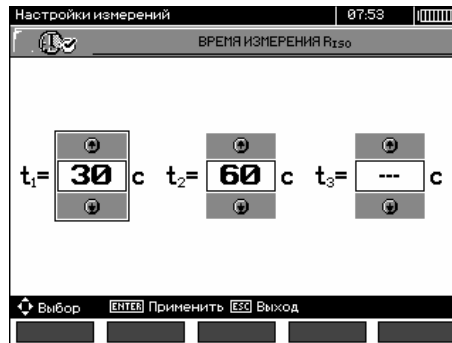 Настройки измерений 07:53
ВРЕМЯ ИЗМЕРЕНИЯ RISO
t1= 30 с t2= 60 с t3= --- с
Выбор ENTER Применить ESC Выход